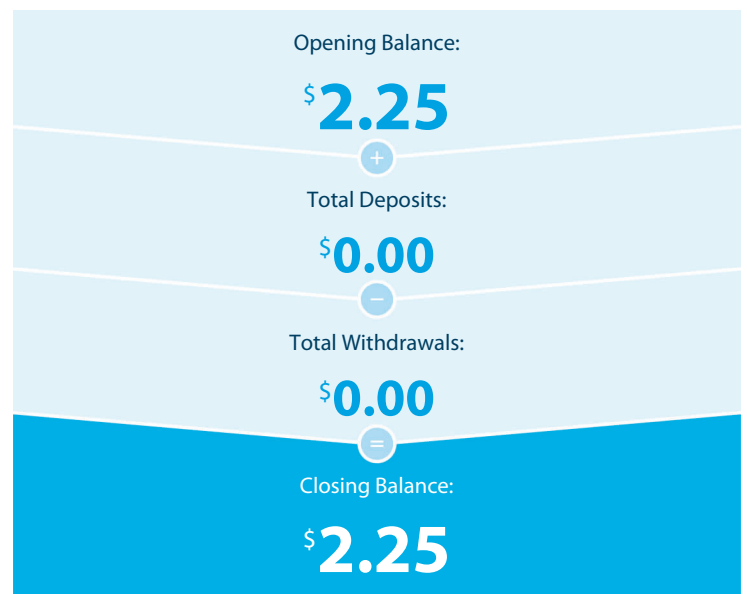 Opening Balance:
$2.25
+
Total Deposits:
$0.00
−
Total Withdrawals:
$0.00
=
Closing Balance:
$2.25